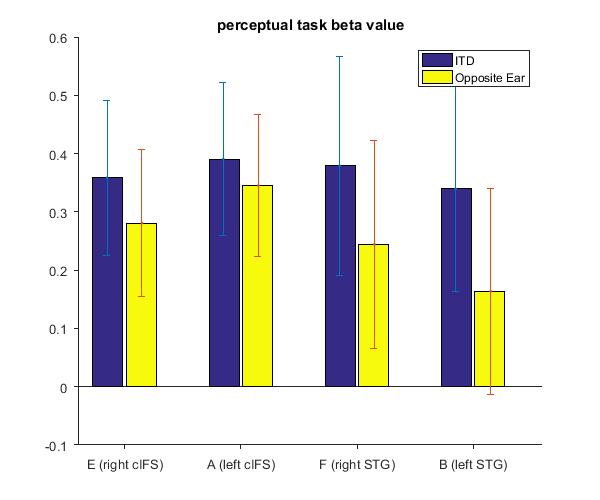 perceptual task beta value
ITD
Opposite Ear
0.6
0.5
0.4
0.3
0.2
0.1
0
-0.1
E (right cIFS)
A (left cIFS)
F (right STG)
B (left STG)